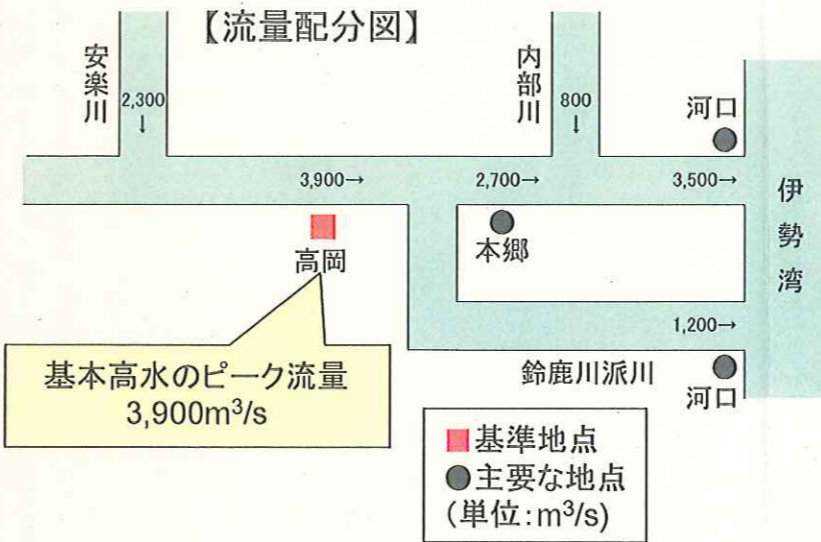 【流量配分図】
安楽川
2,300
↓
内部川
800
↓
河口
3,900→
2,700→
3,500→
伊勢湾
高岡
本郷
1,200→
基本高水のピーク流量
3,900m³/s
鈴鹿川派川
河口
基準地点
主要な地点
(単位:m³/s)